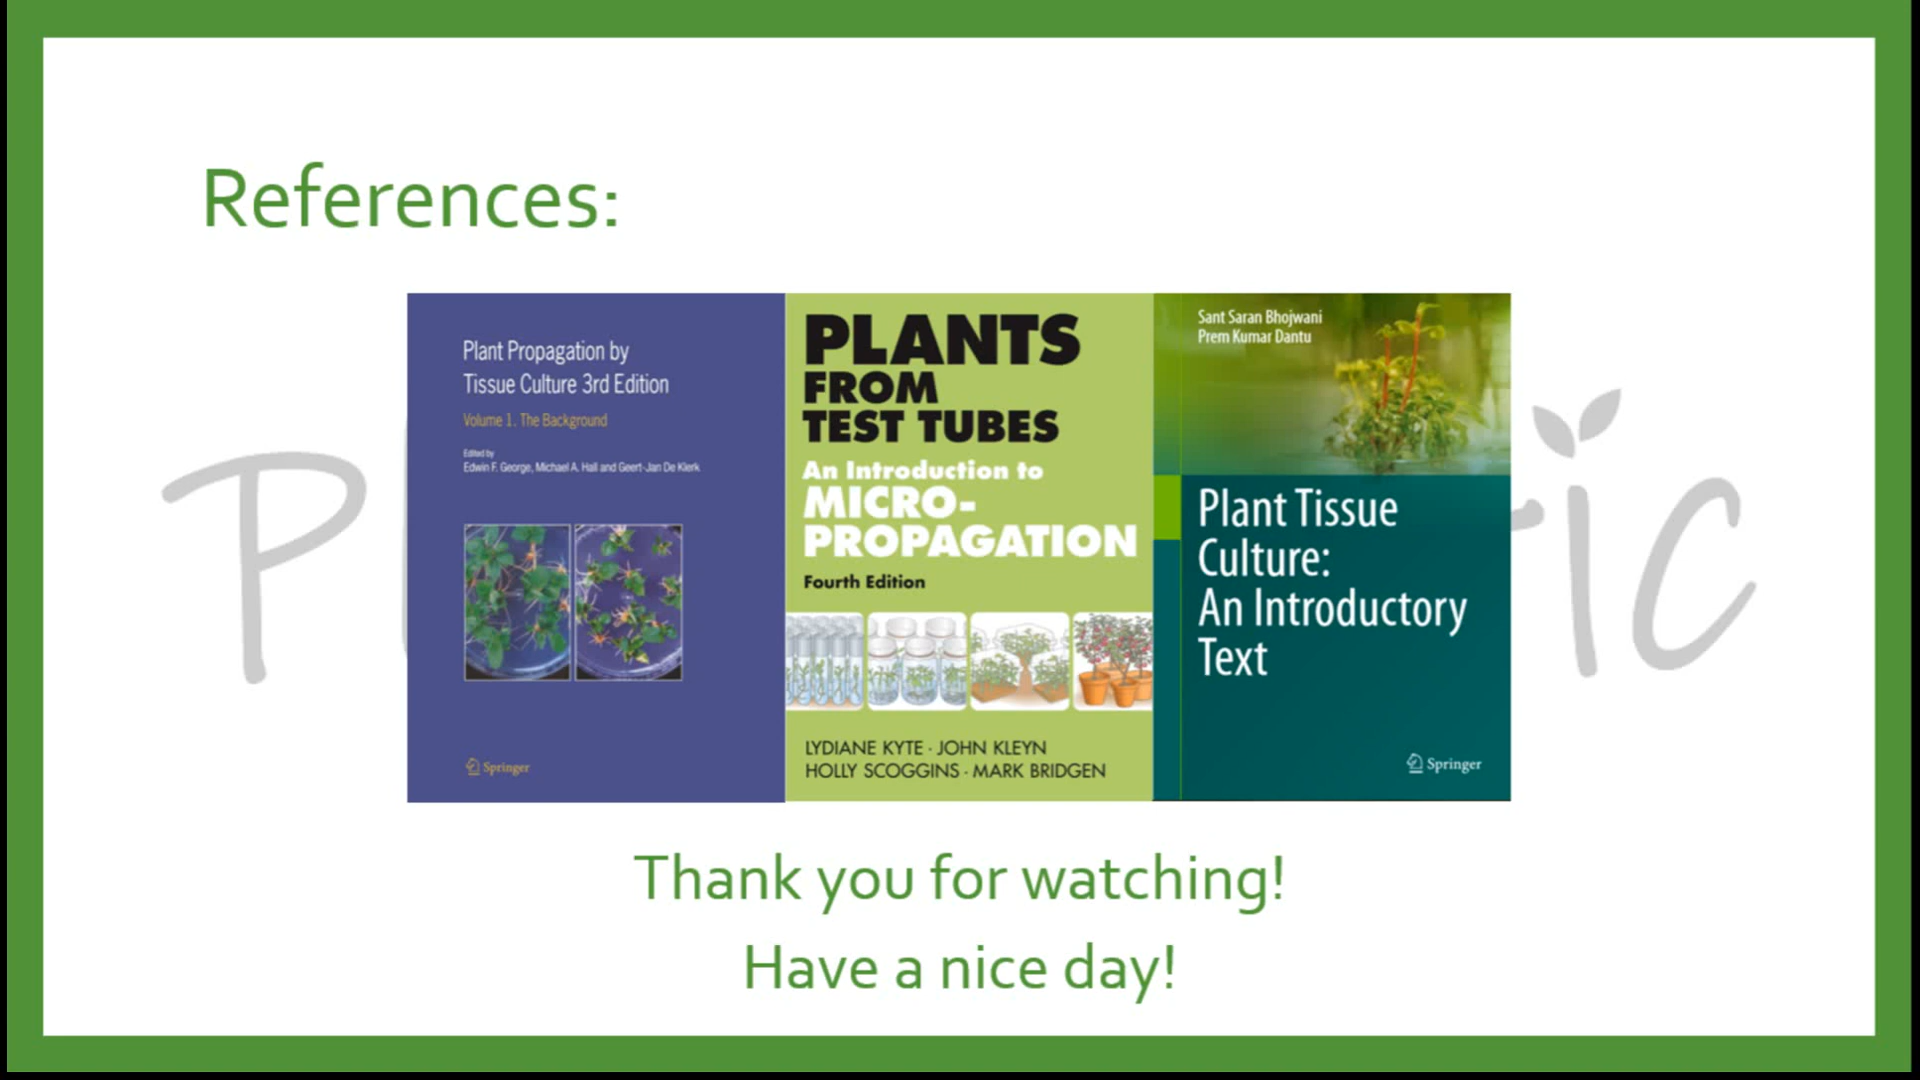 References:
Plant Propagation by
Tissue Culture 3rd Edition
Volume 1. The Background
Edited by
Edwin F. George, Michael A. Hall and Geert-Jan De Klerk
Springer
PLANTS
FROM
TEST TUBES
An Introduction to
MICRO-
PROPAGATION
Fourth Edition
LYDIANE KYTE · JOHN KLEYN
HOLLY SCOGGINS · MARK BRIDGEN
Sant Saran Bhojwani
Prem Kumar Dantu
Plant Tissue
Culture:
An Introductory
Text
Springer
Thank you for watching!
Have a nice day!